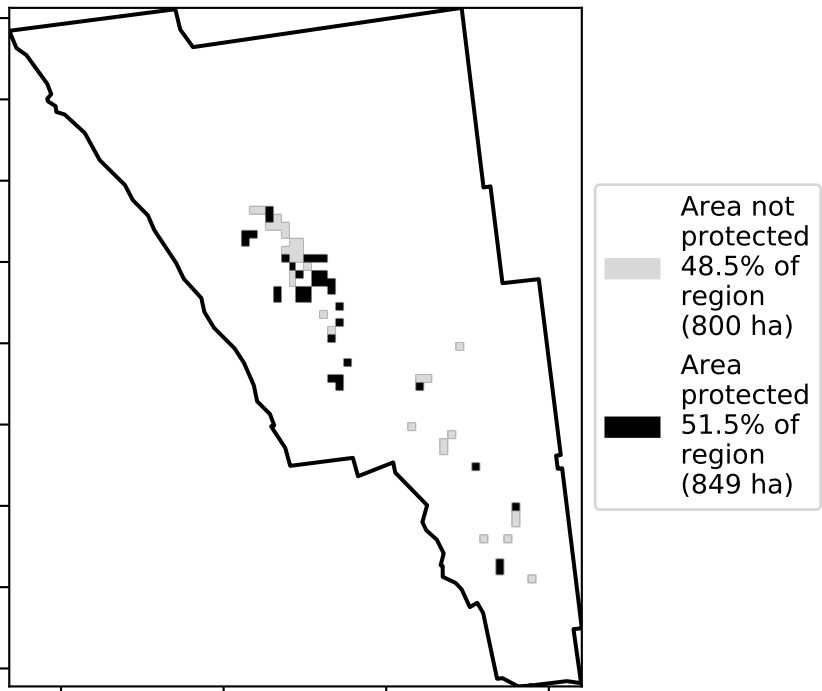 Area not
protected
48.5% of
region
(800 ha)
Area
protected
51.5% of
region
(849 ha)